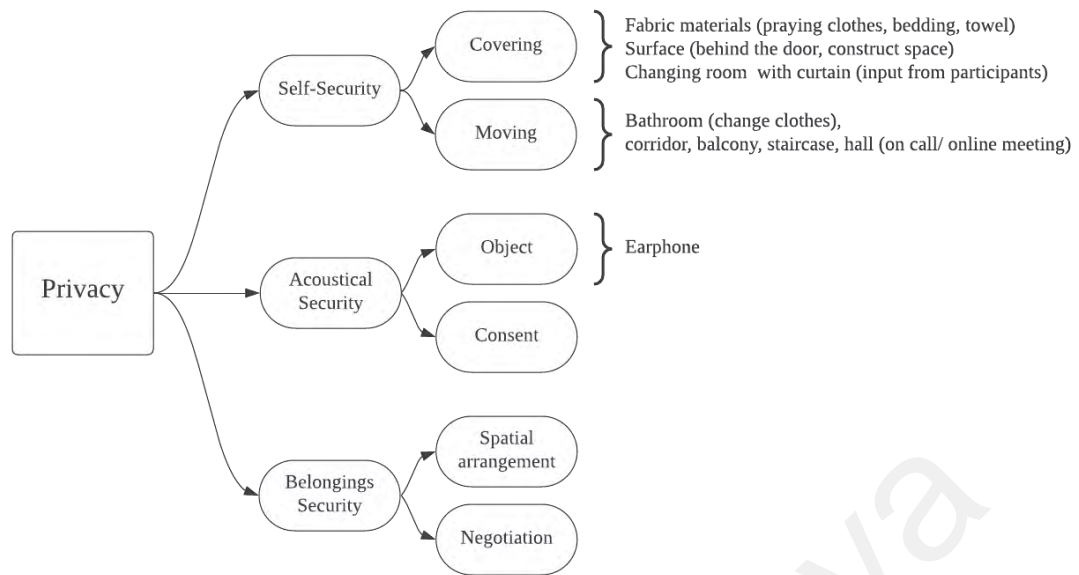 Privacy
Self-Security
Covering
Fabric materials (praying clothes, bedding, towel)
Surface (behind the door, construct space)
Changing room with curtain (input from participants)
Moving
Bathroom (change clothes),
corridor, balcony, staircase, hall (on call/ online meeting)
Acoustical
Security
Object
Earphone
Consent
Belongings
Security
Spatial
arrangement
Negotiation